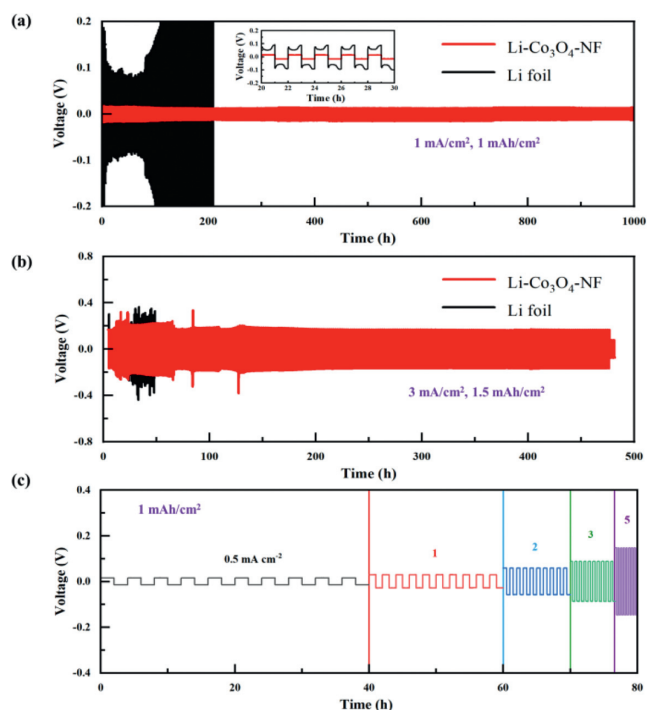 (a)
0.2
0.1
0.0
0.1
0.2
Voltage (V)
0.2
0.1
0.0
-0.1
-0.2
Voltage (V)
20 22 24 26 28 30
Time (h)
Li-Co₃O₄-NF
Li foil
1 mA/cm², 1 mAh/cm²
0 200 400 600 800 1000
Time (h)
(b)
0.8
0.4
0.0
-0.4
-0.8
Voltage (V)
Li-Co₃O₄-NF
Li foil
3 mA/cm², 1.5 mAh/cm²
0 100 200 300 400 500
Time (h)
(c)
0.4
0.2
0.0
-0.2
-0.4
Voltage (V)
1 mAh/cm²
0.5 mA cm⁻²
1
2
3
5
0 20 40 60 80
Time (h)